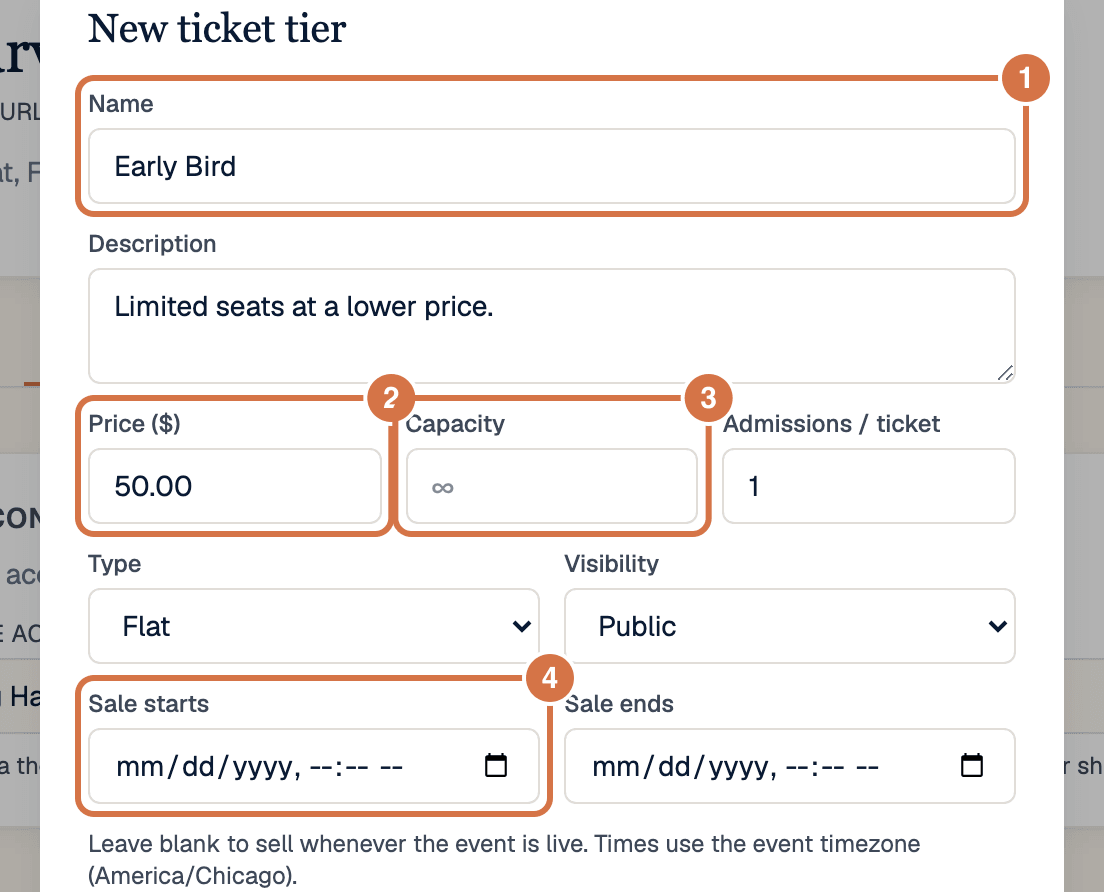 New ticket tier
1
Name
Early Bird
Description
Limited seats at a lower price.
2
3
Price ($)
Capacity
Admissions / ticket
50.00
∞
1
Type
Visibility
Flat
Public
4
Sale starts
Sale ends
mm/dd/yyyy, --:-- --
mm/dd/yyyy, --:-- --
Leave blank to sell whenever the event is live. Times use the event timezone
(America/Chicago).